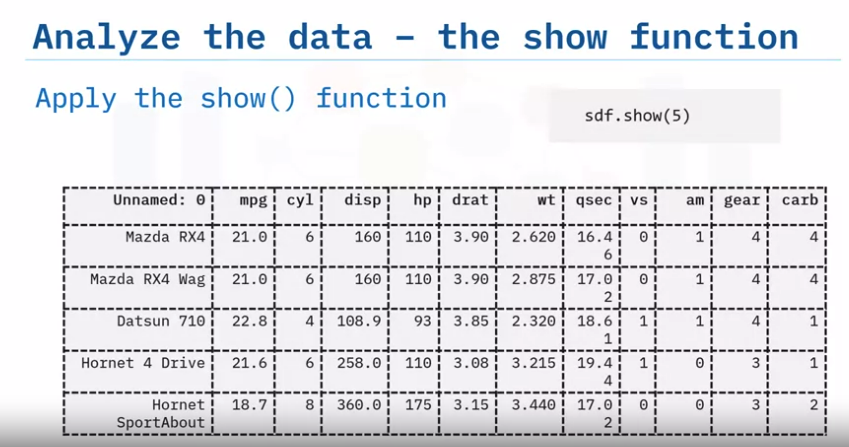 Analyze the data – the show function
Apply the show() function
sdf.show(5)
Unnamed: 0 mpg cyl disp hp drat wt qsec vs am gear carb
Mazda RX4 21.0 6 160 110 3.90 2.620 16.4 0 1 4 4
6
Mazda RX4 Wag 21.0 6 160 110 3.90 2.875 17.0 0 1 4 4
2
Datsun 710 22.8 4 108.9 93 3.85 2.320 18.6 1 1 4 1
1
Hornet 4 Drive 21.6 6 258.0 110 3.08 3.215 19.4 1 0 3 1
4
Hornet 18.7 8 360.0 175 3.15 3.440 17.0 0 0 3 2
SportAbout 2